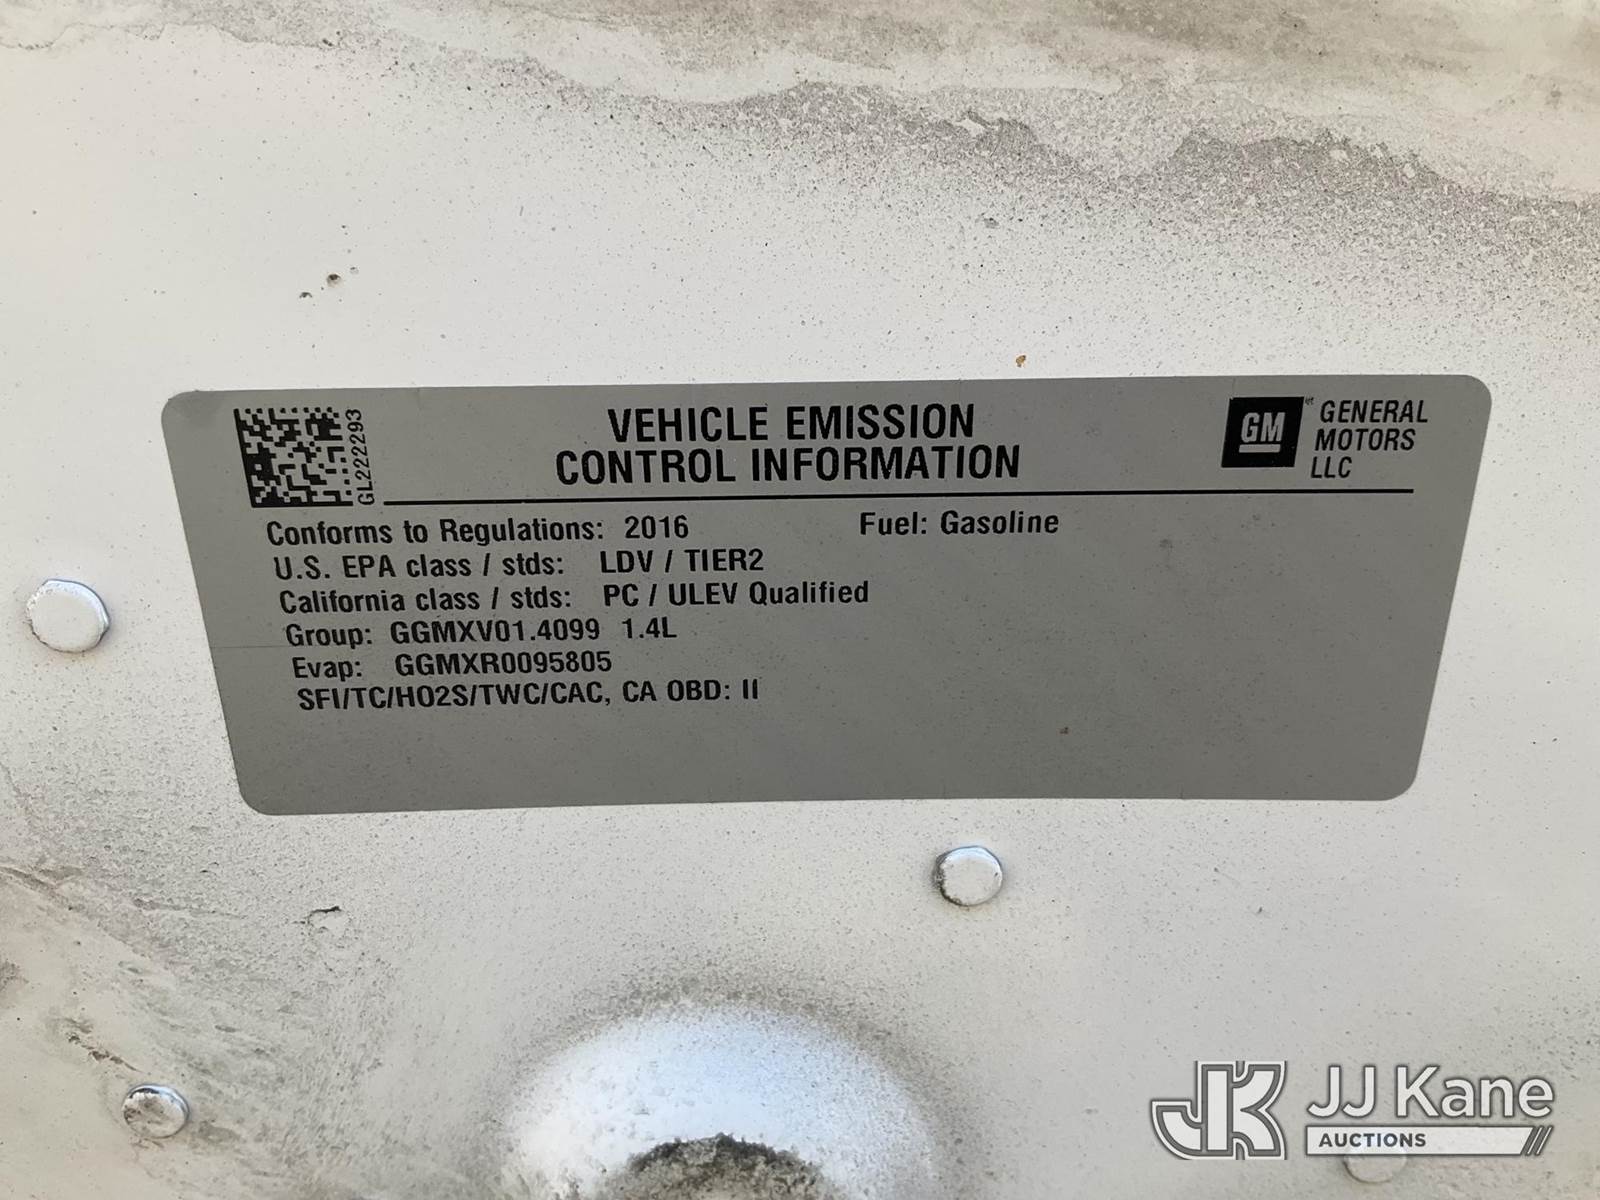 GL222293
VEHICLE EMISSION
CONTROL INFORMATION
GM
GENERAL
MOTORS
LLC
Conforms to Regulations: 2016 Fuel: Gasoline
U.S. EPA class / stds: LDV / TIER2
California class / stds: PC / ULEV Qualified
Group: GGMXV01.4099 1.4L
Evap: GGMXR0095805
SFI/TC/HO2S/TWC/CAC, CA OBD: II
JK JJ Kane
AUCTIONS